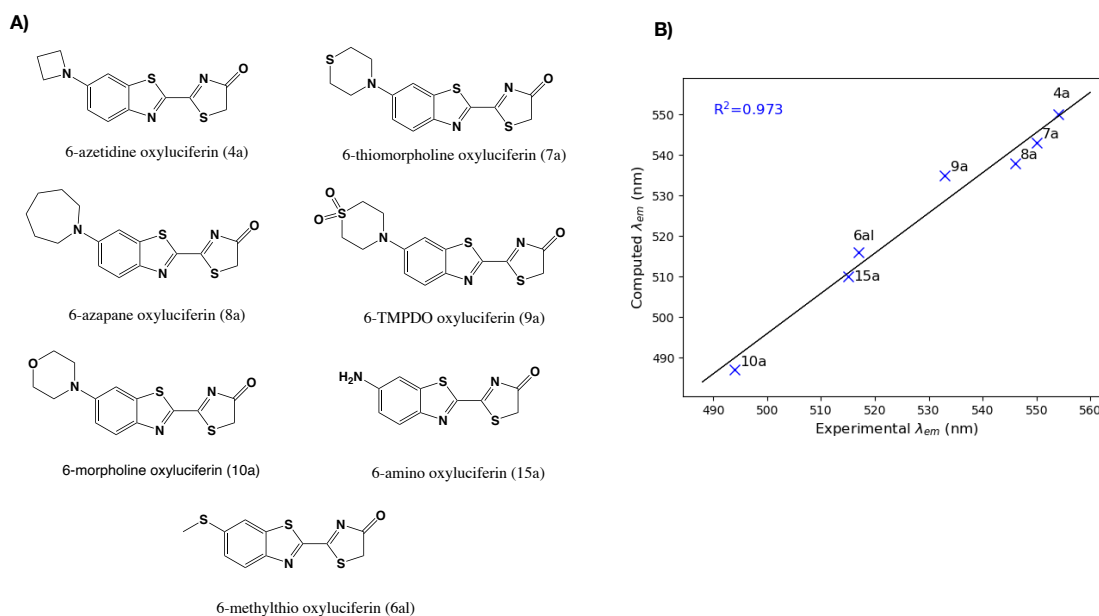 A)
B)
N
S
N
O
N
S
6-azetidine oxyluciferin (4a)
S
N
S
N
O
N
S
6-thiomorpholine oxyluciferin (7a)
N
S
N
O
N
S
6-azapane oxyluciferin (8a)
O
O
S
N
S
N
O
N
S
6-TMPDO oxyluciferin (9a)
O
N
S
N
O
N
S
6-morpholine oxyluciferin (10a)
H₂N
S
N
O
N
S
6-amino oxyluciferin (15a)
S
S
N
O
N
S
6-methylthio oxyluciferin (6al)
R²=0.973
4a
7a
8a
9a
6al
15a
10a
Computed λem (nm)
550
540
530
520
510
500
490
490 500 510 520 530 540 550 560
Experimental λem (nm)